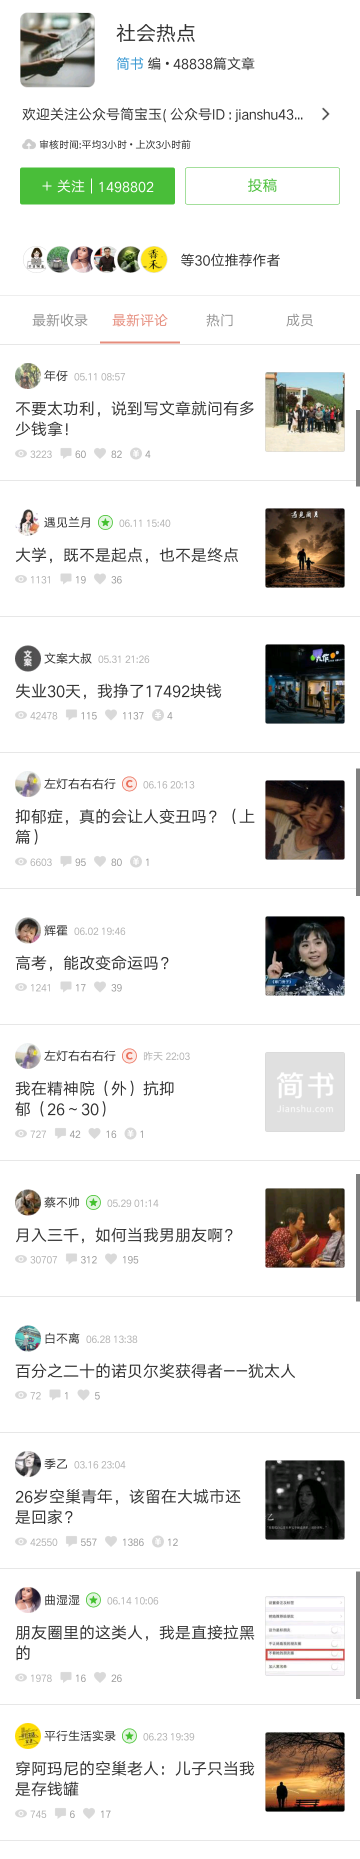 社会热点
简书 编 • 48838篇文章
欢迎关注公众号简宝玉( 公众号ID : jianshu43...
审核时间:平均3小时 • 上次3小时前
+ 关注 | 1498802
投稿
香禾
等30位推荐作者
最新收录 最新评论 热门 成员
年伢 05.11 08:57
不要太功利，说到写文章就问有多
少钱拿！
3223 60 82 4
遇见兰月 06.11 15:40
大学，既不是起点，也不是终点
1131 19 36
文案
文案大叔 05.31 21:26
失业30天，我挣了17492块钱
42478 115 1137 4
左灯右右右行 C 06.16 20:13
抑郁症，真的会让人变丑吗？（上
篇）
6603 95 80 1
辉霍 06.02 19:46
高考，能改变命运吗？
1241 17 39
左灯右右右行 C 昨天 22:03
我在精神院（外）抗抑
郁（26～30）
简书
Jianshu.com
727 42 16 1
蔡不帅 05.29 01:14
月入三千，如何当我男朋友啊？
30707 312 195
白不离 06.28 13:38
百分之二十的诺贝尔奖获得者——犹太人
72 1 5
季乙 03.16 23:04
26岁空巢青年，该留在大城市还
是回家？
乙
42550 557 1386 12
曲湿湿 06.14 10:06
朋友圈里的这类人，我是直接拉黑
的
1978 16 26
平行生活实录 06.23 19:39
穿阿玛尼的空巢老人：儿子只当我
是存钱罐
745 6 17